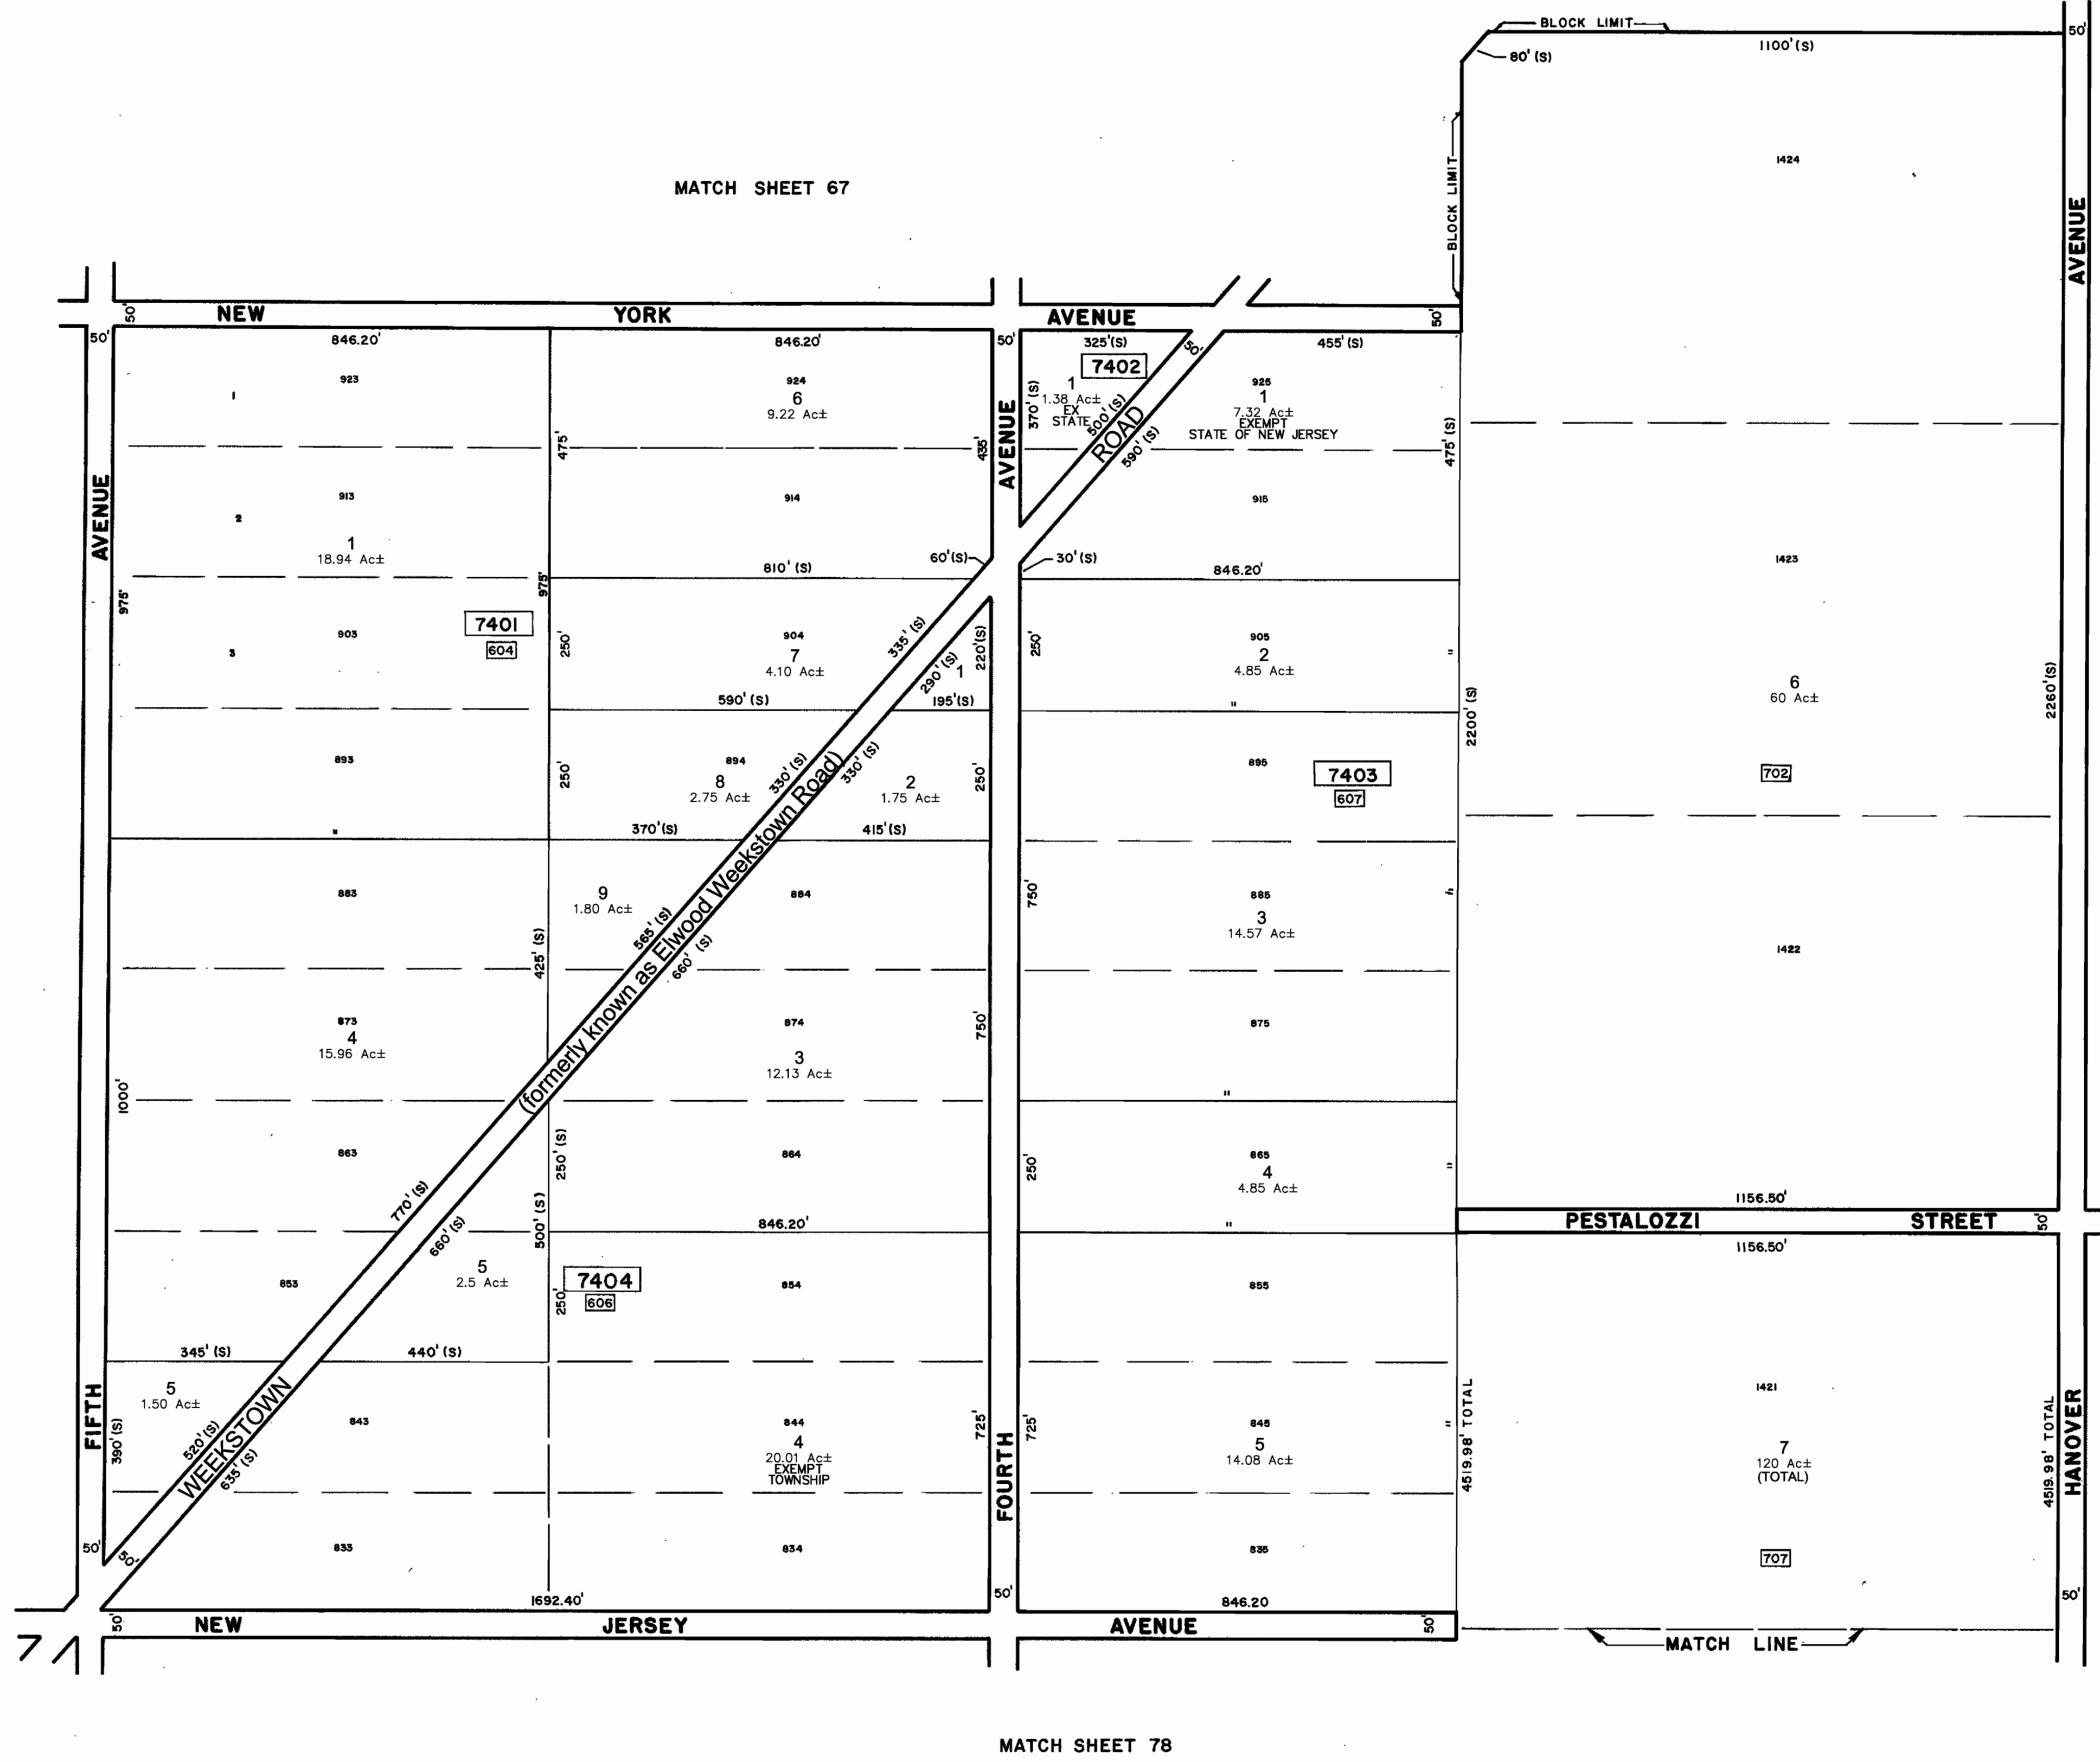 BLOCK LIMIT
1100' (S)
50'
80' (S)
BLOCK LIMIT
1424
AVENUE
MATCH SHEET 67
NEW YORK AVENUE
50'
50'
50'
846.20'
846.20'
50'
325'(S)
50'
455' (S)
7402
923
1
924
6
9.22 Ac±
370' (S)
1
1.38 Ac±
EX
STATE
500' (S)
ROAD
590' (S)
925
1
7.32 Ac±
EXEMPT
STATE OF NEW JERSEY
475' (S)
475'
435'
AVENUE
AVENUE
913
2
914
915
1
18.94 Ac±
810' (S)
60'(S)
30'(S)
846.20'
1423
975'
975'
903
3
7401
604
250'
904
7
4.10 Ac±
335' (S)
290' (S)
1
220'(S)
250'
905
2
4.85 Ac±
"
6
60 Ac±
2200' (S)
2260'(S)
590' (S)
195'(S)
"
893
250'
894
8
2.75 Ac±
330' (S)
330' (S)
2
1.75 Ac±
250'
895
7403
607
702
"
370'(S)
415'(S)
883
9
1.80 Ac±
565' (S)
884
750'
885
3
14.57 Ac±
"
1422
425' (S)
660' (S)
(formerly known as Elwood Weekstown Road)
873
4
15.96 Ac±
874
3
12.13 Ac±
750'
875
1000'
"
863
250' (S)
864
250'
865
4
4.85 Ac±
"
770' (S)
660' (S)
500' (S)
846.20'
"
1156.50'
PESTALOZZI STREET
50'
1156.50'
853
5
2.5 Ac±
250'
7404
606
854
855
345' (S)
440' (S)
5
1.50 Ac±
FIFTH
390' (S)
520' (S)
WEEKSTOWN
635' (S)
843
844
4
20.01 Ac±
EXEMPT
TOWNSHIP
725'
FOURTH
725'
845
5
14.08 Ac±
"
4519.98' TOTAL
1421
7
120 Ac±
(TOTAL)
4519.98' TOTAL
HANOVER
50'
50'
833
834
835
707
1692.40'
50'
846.20
50'
50'
NEW JERSEY AVENUE
50'
MATCH LINE
MATCH SHEET 78